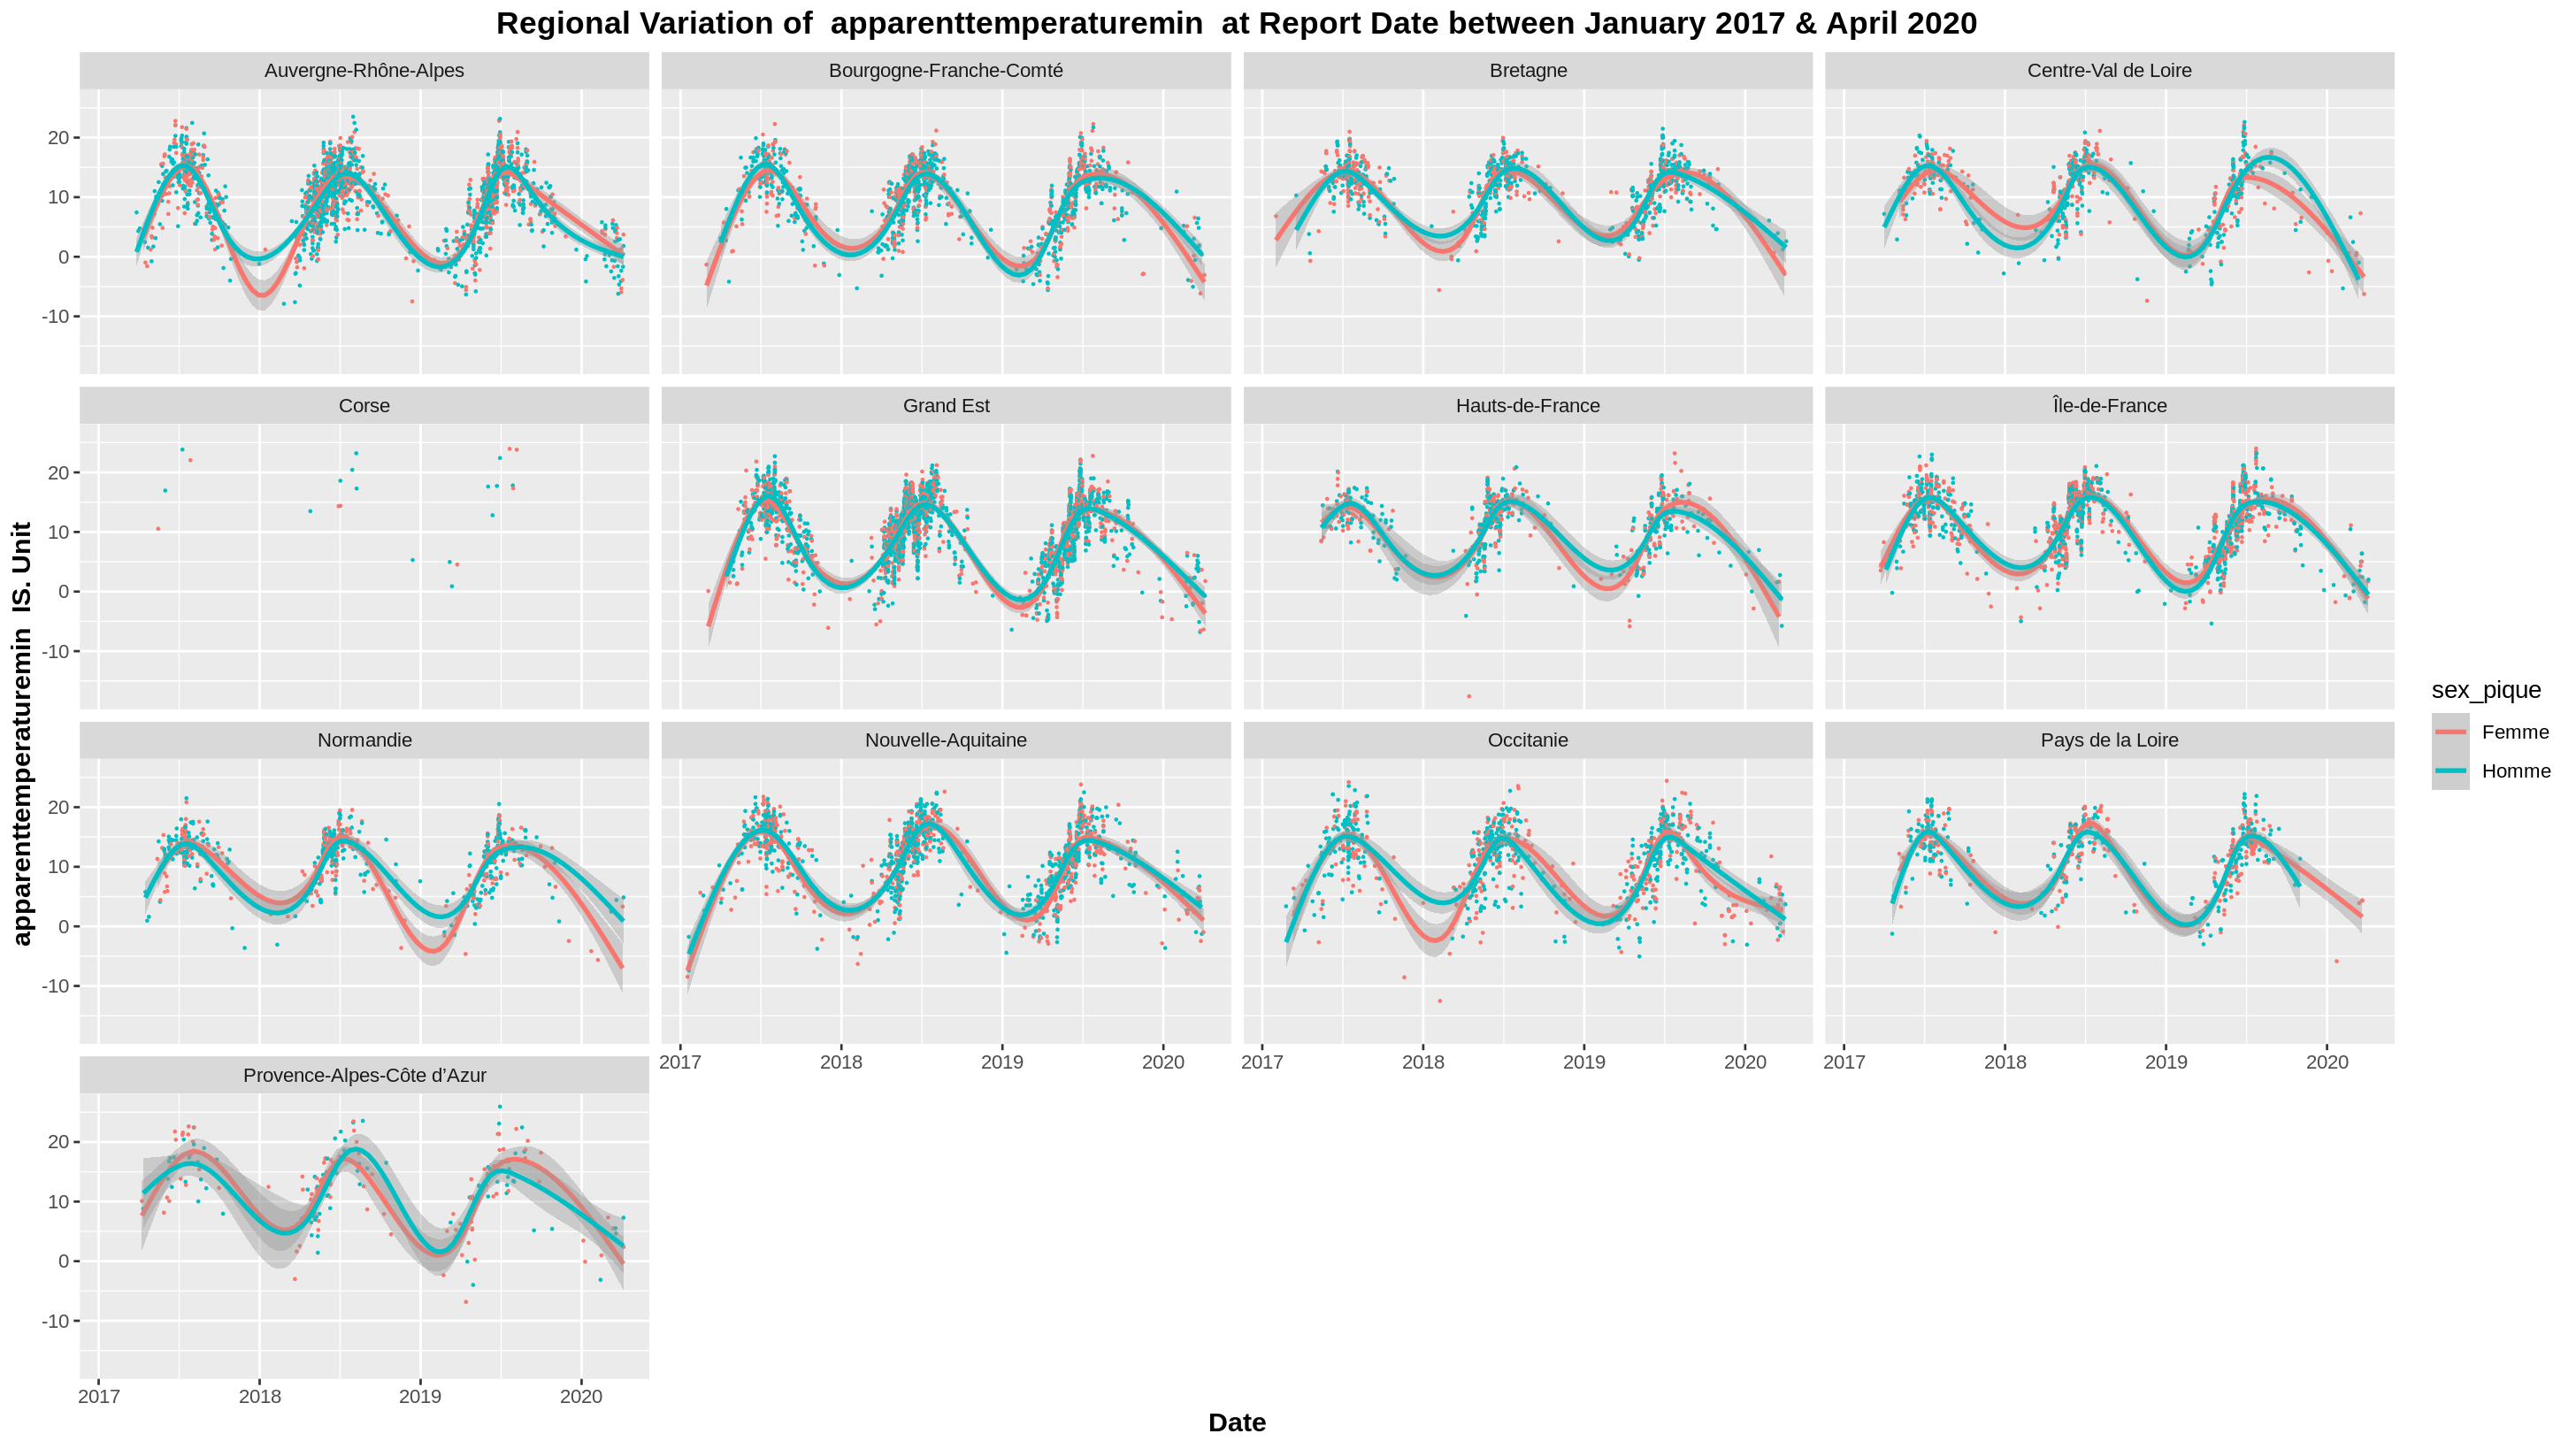 Regional Variation of  apparenttemperaturemin  at Report Date between January 2017 & April 2020
Auvergne-Rhône-Alpes
Bourgogne-Franche-Comté
Bretagne
Centre-Val de Loire
20
10
0
-10
Corse
Grand Est
Hauts-de-France
Île-de-France
20
10
0
-10
apparenttemperaturemin  IS. Unit
sex_pique
Femme
Homme
Normandie
Nouvelle-Aquitaine
Occitanie
Pays de la Loire
20
10
0
-10
2017 2018 2019 2020
2017 2018 2019 2020
2017 2018 2019 2020
Provence-Alpes-Côte d’Azur
20
10
0
-10
2017 2018 2019 2020
Date